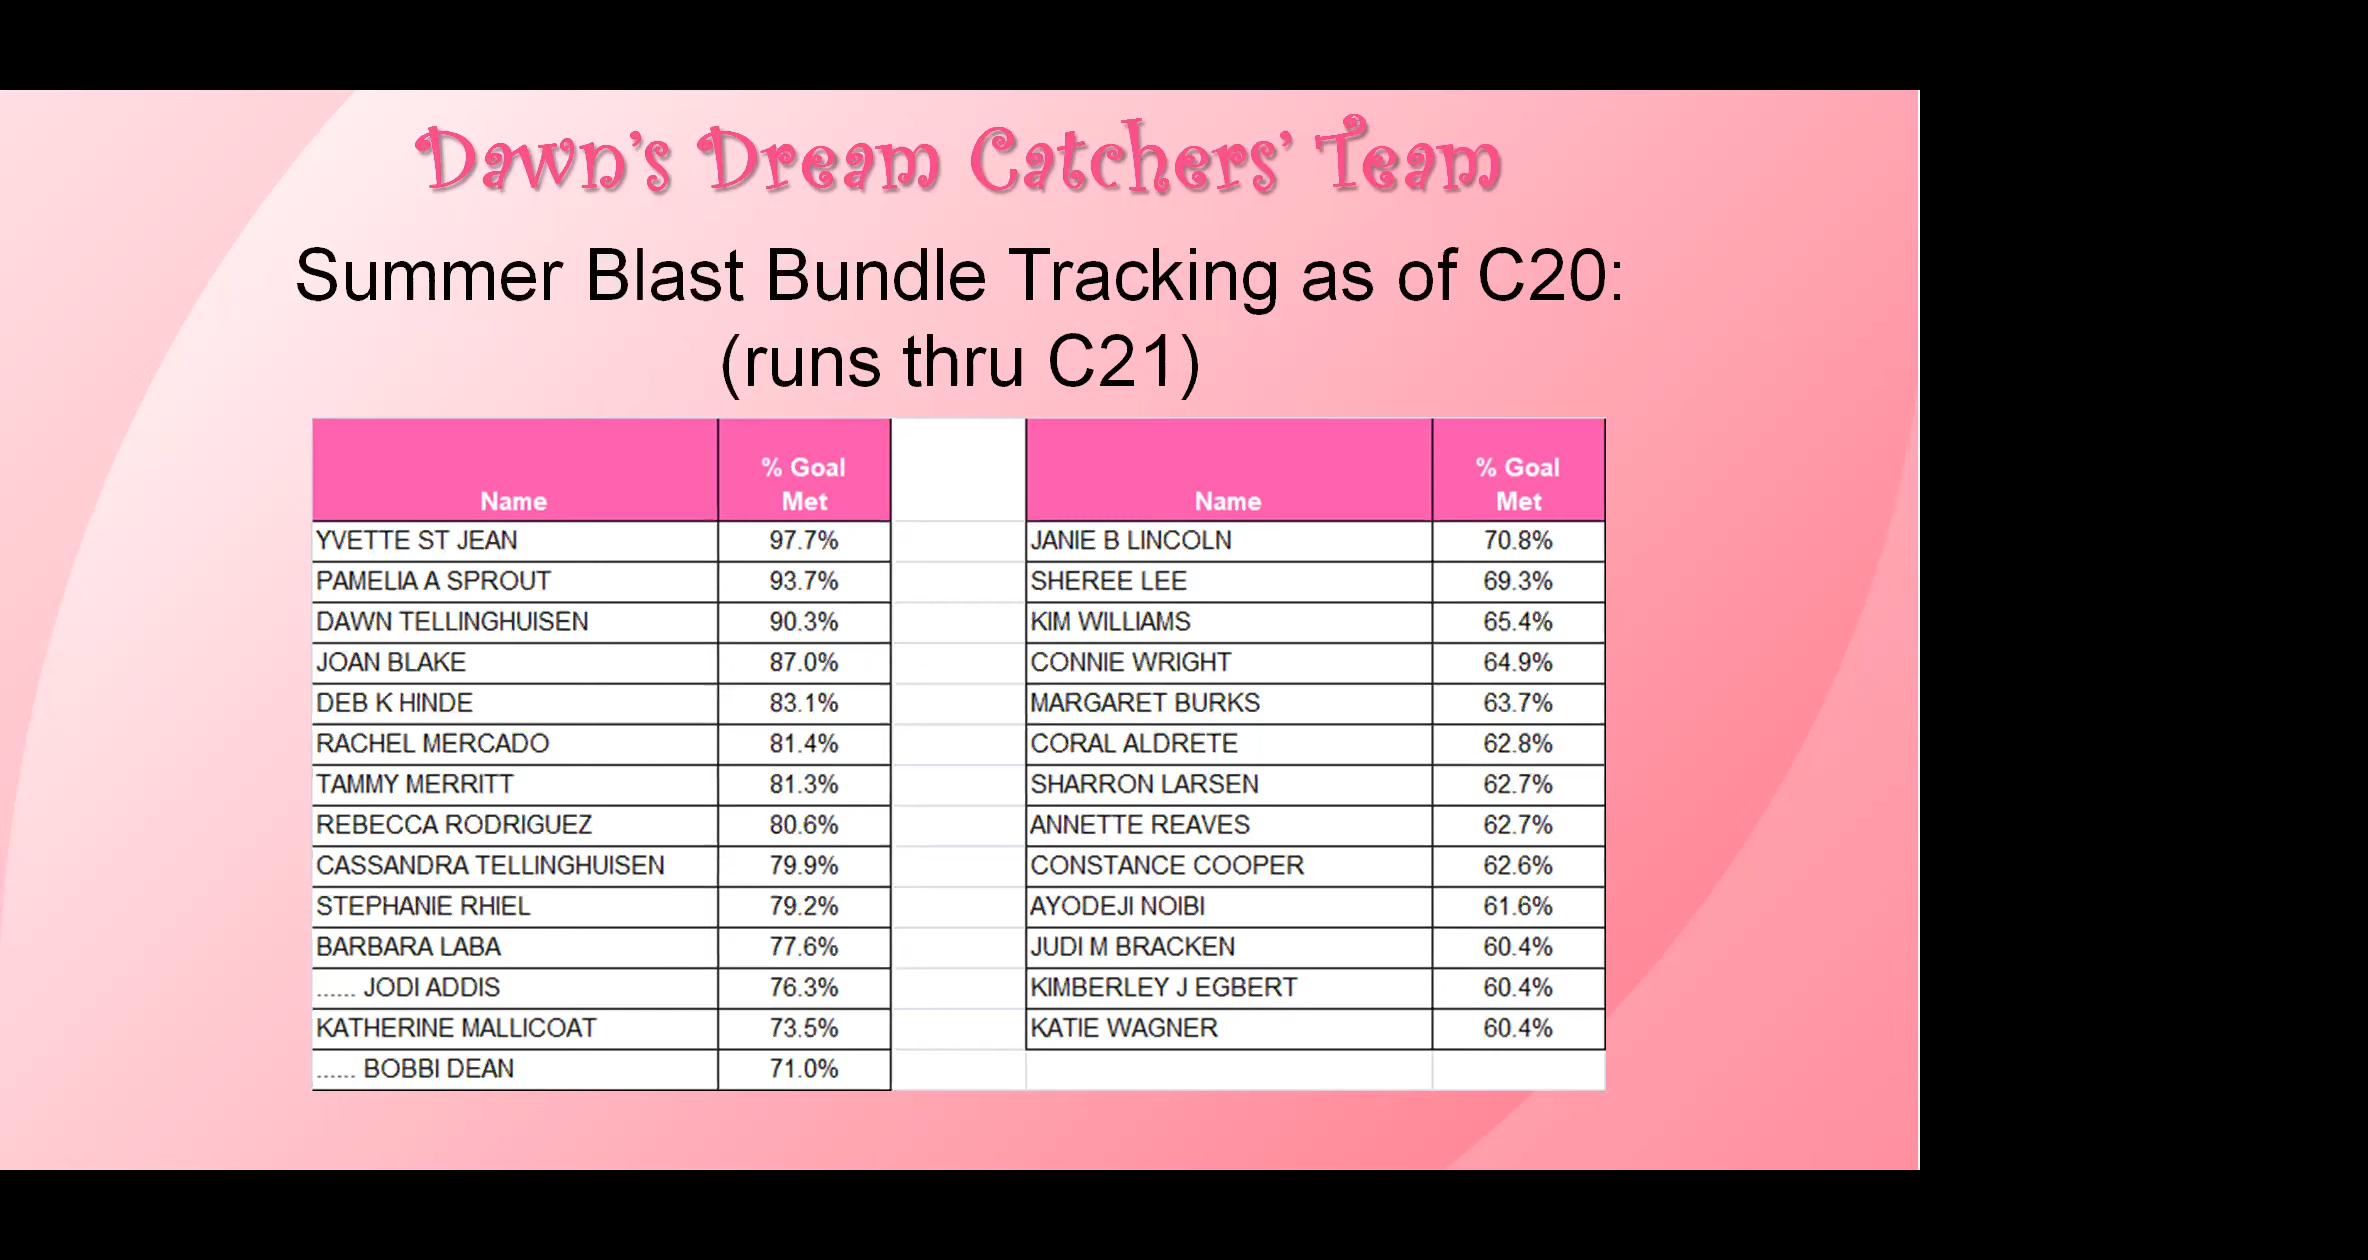 Dawn's Dream Catchers' Team
Summer Blast Bundle Tracking as of C20:
(runs thru C21)
Name % Goal Met Name % Goal Met
YVETTE ST JEAN 97.7% JANIE B LINCOLN 70.8%
PAMELIA A SPROUT 93.7% SHEREE LEE 69.3%
DAWN TELLINGHUISEN 90.3% KIM WILLIAMS 65.4%
JOAN BLAKE 87.0% CONNIE WRIGHT 64.9%
DEB K HINDE 83.1% MARGARET BURKS 63.7%
RACHEL MERCADO 81.4% CORAL ALDRETE 62.8%
TAMMY MERRITT 81.3% SHARRON LARSEN 62.7%
REBECCA RODRIGUEZ 80.6% ANNETTE REAVES 62.7%
CASSANDRA TELLINGHUISEN 79.9% CONSTANCE COOPER 62.6%
STEPHANIE RHIEL 79.2% AYODEJI NOIBI 61.6%
BARBARA LABA 77.6% JUDI M BRACKEN 60.4%
...... JODI ADDIS 76.3% KIMBERLEY J EGBERT 60.4%
KATHERINE MALLICOAT 73.5% KATIE WAGNER 60.4%
...... BOBBI DEAN 71.0%